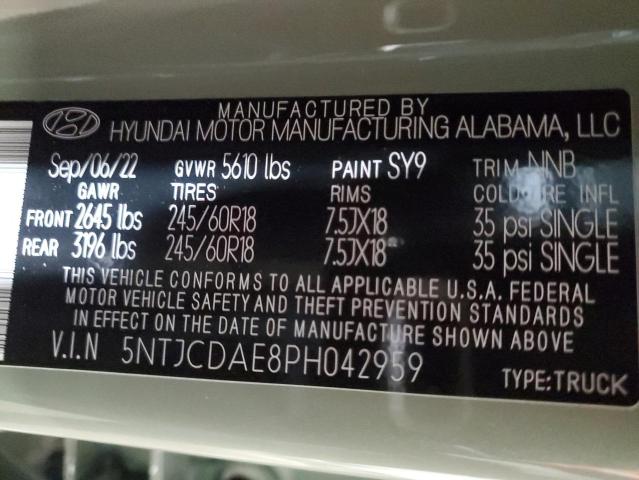 MANUFACTURED BY
HYUNDAI MOTOR MANUFACTURING ALABAMA, LLC
Sep/06/22 GVWR 5610 lbs PAINT SY9 TRIM NNB
GAWR TIRES RIMS COLD TIRE INFL
FRONT 2645 lbs 245/60R18 7.5JX18 35 psi SINGLE
REAR 3196 lbs 245/60R18 7.5JX18 35 psi SINGLE
THIS VEHICLE CONFORMS TO ALL APPLICABLE U.S.A. FEDERAL
MOTOR VEHICLE SAFETY AND THEFT PREVENTION STANDARDS
IN EFFECT ON THE DATE OF MANUFACTURE SHOWN ABOVE
V.I.N 5NTJCDAE8PH042959
TYPE:TRUCK